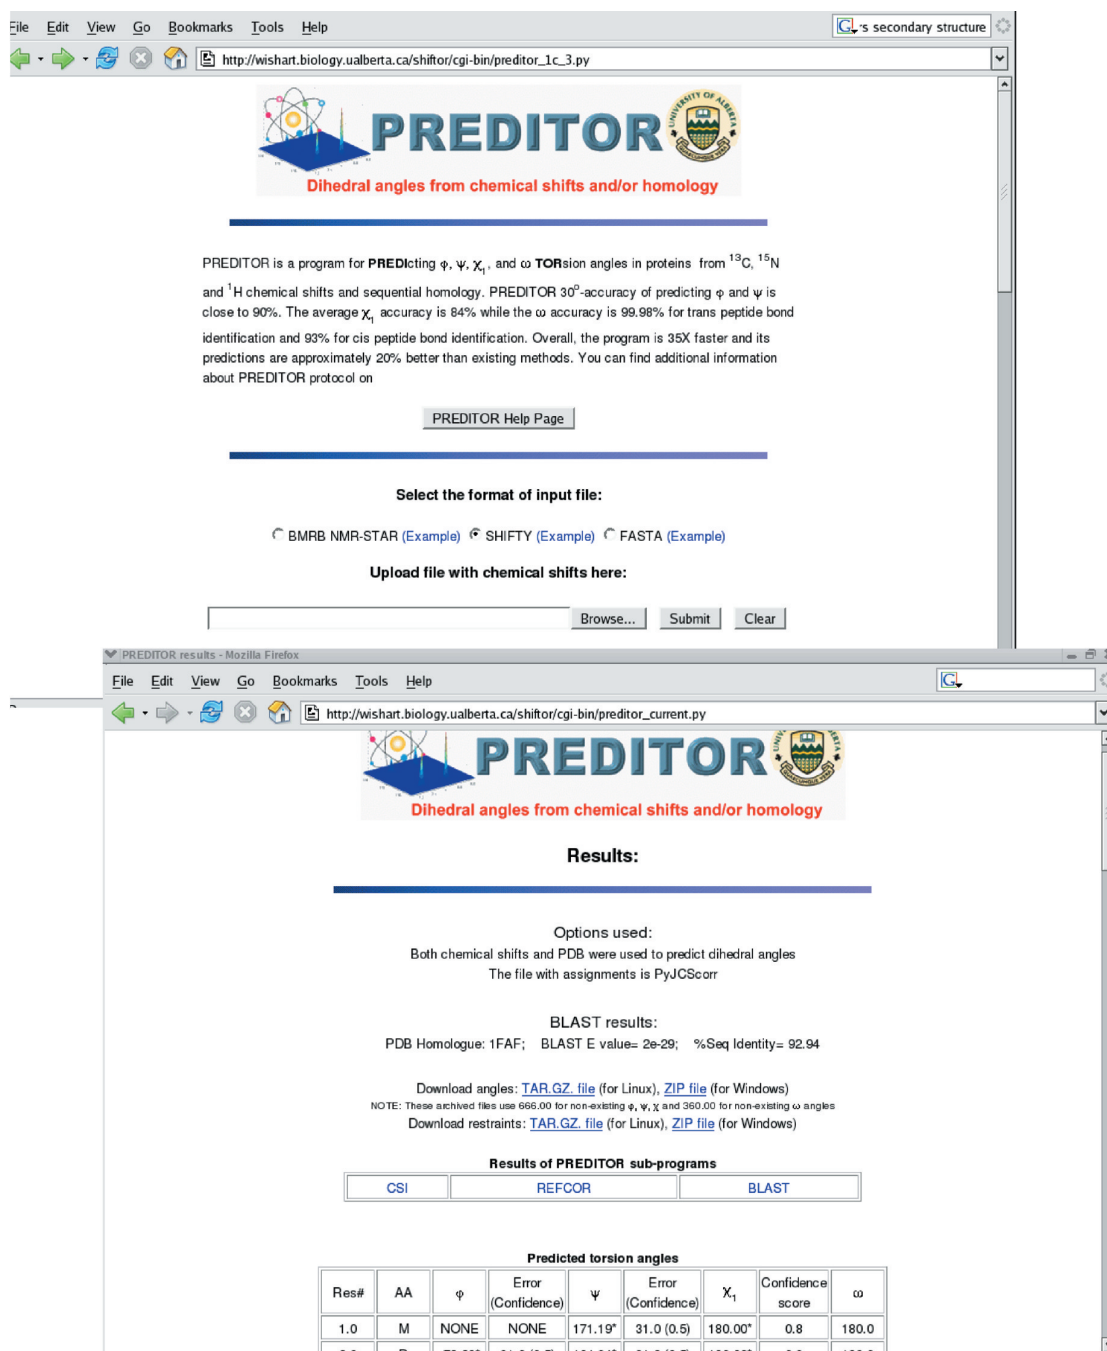 File Edit View Go Bookmarks Tools Help
's secondary structure
http://wishart.biology.ualberta.ca/shiftor/cgi-bin/preditor_1c_3.py
PREDITOR
UNIVERSITY OF ALBERTA
Dihedral angles from chemical shifts and/or homology
PREDITOR is a program for PREDIcting φ, ψ, χ1, and ω TORsion angles in proteins from 13C, 15N
and 1H chemical shifts and sequential homology. PREDITOR 30°-accuracy of predicting φ and ψ is
close to 90%. The average χ1 accuracy is 84% while the ω accuracy is 99.98% for trans peptide bond
identification and 93% for cis peptide bond identification. Overall, the program is 35X faster and its
predictions are approximately 20% better than existing methods. You can find additional information
about PREDITOR protocol on
PREDITOR Help Page
Select the format of input file:
BMRB NMR-STAR (Example) SHIFTY (Example) FASTA (Example)
Upload file with chemical shifts here:
Browse... Submit Clear
PREDITOR results - Mozilla Firefox
File Edit View Go Bookmarks Tools Help
http://wishart.biology.ualberta.ca/shiftor/cgi-bin/preditor_current.py
PREDITOR
Dihedral angles from chemical shifts and/or homology
Results:
Options used:
Both chemical shifts and PDB were used to predict dihedral angles
The file with assignments is PyJCScorr
BLAST results:
PDB Homologue: 1FAF; BLAST E value= 2e-29; %Seq Identity= 92.94
Download angles: TAR.GZ. file (for Linux), ZIP file (for Windows)
NOTE: These archived files use 666.00 for non-existing φ, ψ, χ and 360.00 for non-existing ω angles
Download restraints: TAR.GZ. file (for Linux), ZIP file (for Windows)
Results of PREDITOR sub-programs
CSI REFCOR BLAST
Predicted torsion angles
Res# AA φ Error (Confidence) ψ Error (Confidence) χ1 Confidence score ω
1.0 M NONE NONE 171.19* 31.0 (0.5) 180.00* 0.8 180.0